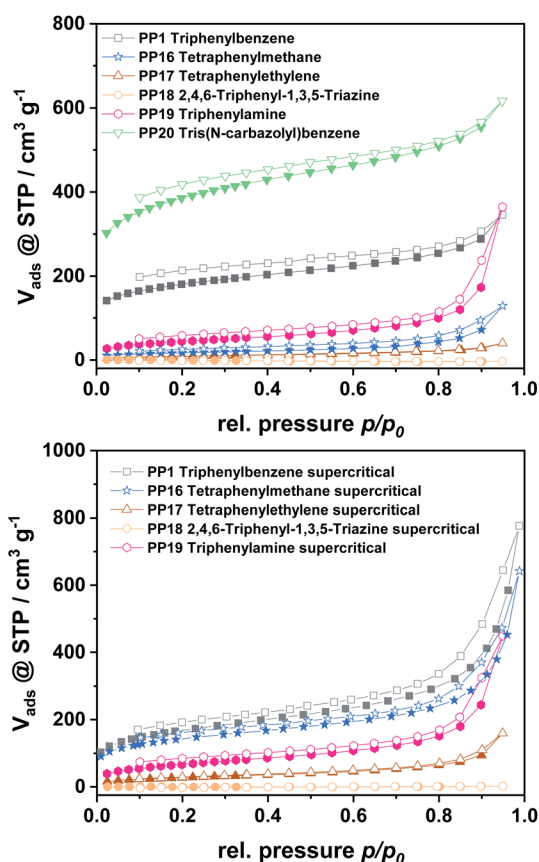 800
600
400
200
0
V_ads @ STP / cm³ g⁻¹
PP1 Triphenylbenzene
PP16 Tetraphenylmethane
PP17 Tetraphenylethylene
PP18 2,4,6-Triphenyl-1,3,5-Triazine
PP19 Triphenylamine
PP20 Tris(N-carbazolyl)benzene
0.0 0.2 0.4 0.6 0.8 1.0
rel. pressure p/p₀
1000
800
600
400
200
0
V_ads @ STP / cm³ g⁻¹
PP1 Triphenylbenzene supercritical
PP16 Tetraphenylmethane supercritical
PP17 Tetraphenylethylene supercritical
PP18 2,4,6-Triphenyl-1,3,5-Triazine supercritical
PP19 Triphenylamine supercritical
0.0 0.2 0.4 0.6 0.8 1.0
rel. pressure p/p₀